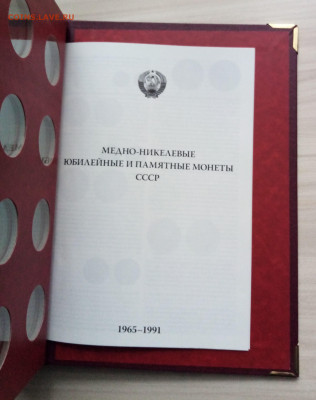 МЕДНО-НИКЕЛЕВЫЕ
ЮБИЛЕЙНЫЕ И ПАМЯТНЫЕ МОНЕТЫ
СССР
1965–1991